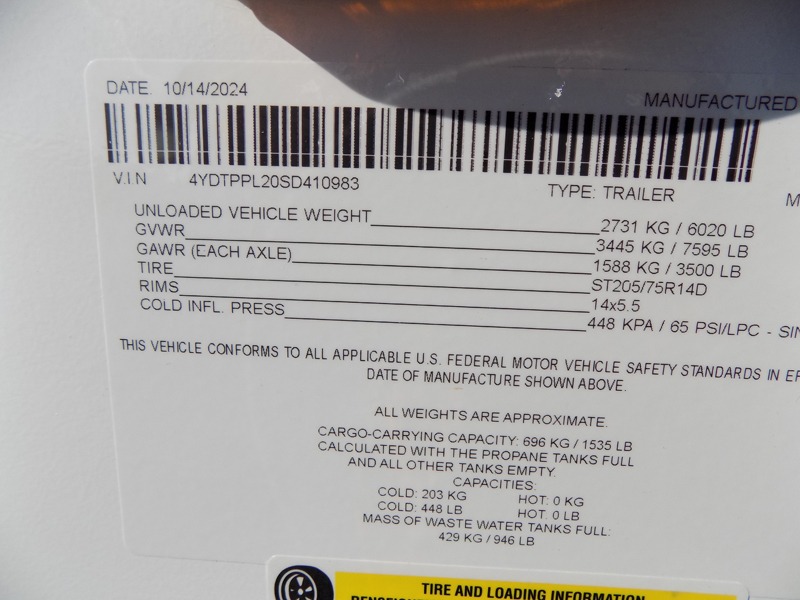 DATE. 10/14/2024
MANUFACTURED
V.I.N 4YDTPPL20SD410983 TYPE: TRAILER M
UNLOADED VEHICLE WEIGHT 2731 KG / 6020 LB
GVWR 3445 KG / 7595 LB
GAWR (EACH AXLE) 1588 KG / 3500 LB
TIRE ST205/75R14D
RIMS 14x5.5
COLD INFL. PRESS 448 KPA / 65 PSI/LPC - SIN
THIS VEHICLE CONFORMS TO ALL APPLICABLE U.S. FEDERAL MOTOR VEHICLE SAFETY STANDARDS IN EF
DATE OF MANUFACTURE SHOWN ABOVE.
ALL WEIGHTS ARE APPROXIMATE.
CARGO-CARRYING CAPACITY: 696 KG / 1535 LB
CALCULATED WITH THE PROPANE TANKS FULL
AND ALL OTHER TANKS EMPTY.
CAPACITIES:
COLD: 203 KG HOT: 0 KG
COLD: 448 LB HOT. 0 LB
MASS OF WASTE WATER TANKS FULL:
429 KG / 946 LB
TIRE AND LOADING INFORMATION